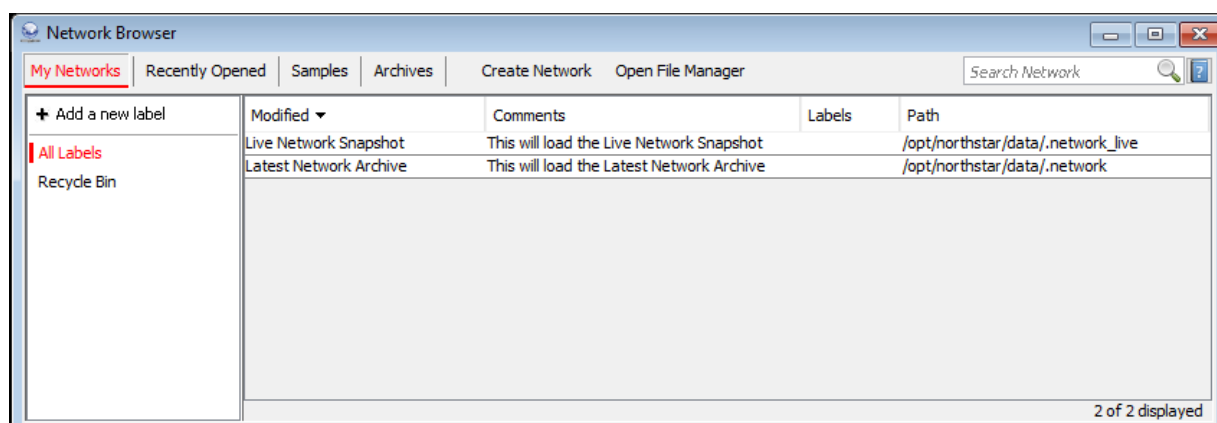 Network Browser
My Networks Recently Opened Samples Archives Create Network Open File Manager Search Network ?
+ Add a new label
All Labels
Recycle Bin
Modified Comments Labels Path
Live Network Snapshot This will load the Live Network Snapshot /opt/northstar/data/.network_live
Latest Network Archive This will load the Latest Network Archive /opt/northstar/data/.network
2 of 2 displayed